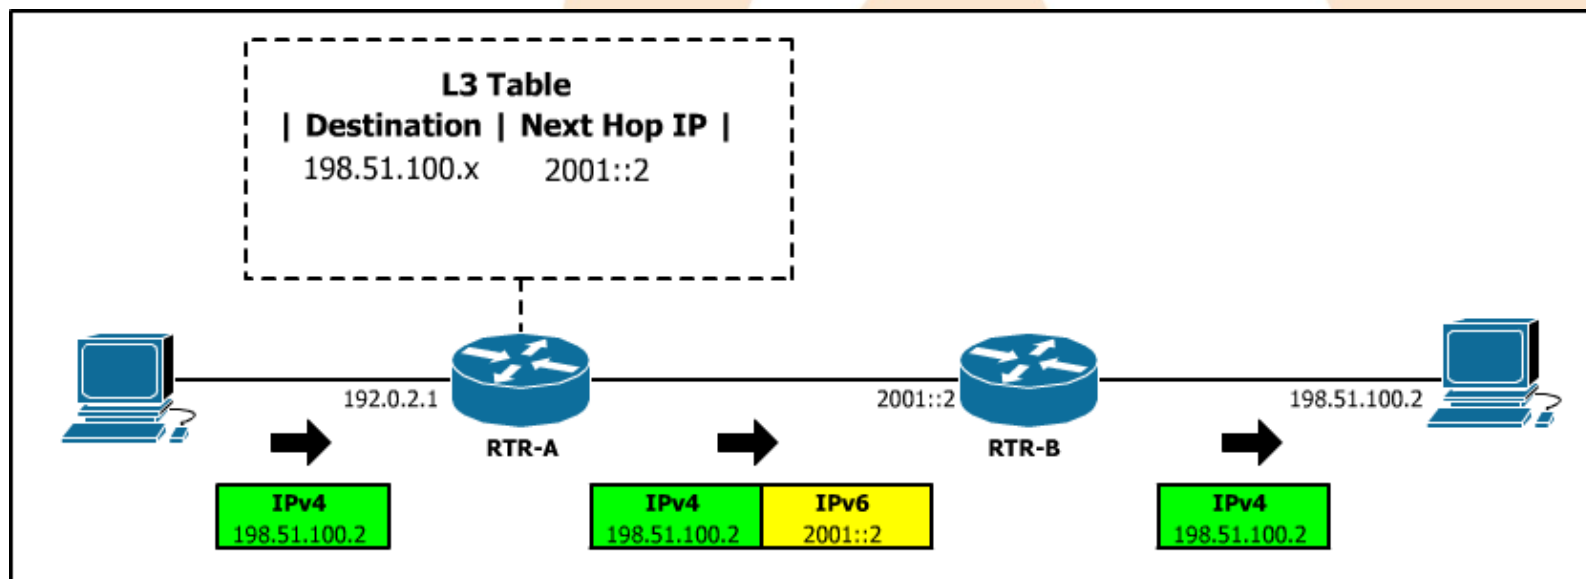 L3 Table
| Destination | Next Hop IP |
198.51.100.x 2001::2
192.0.2.1
2001::2
198.51.100.2
RTR-A
RTR-B
IPv4
198.51.100.2
IPv4
198.51.100.2
IPv6
2001::2
IPv4
198.51.100.2